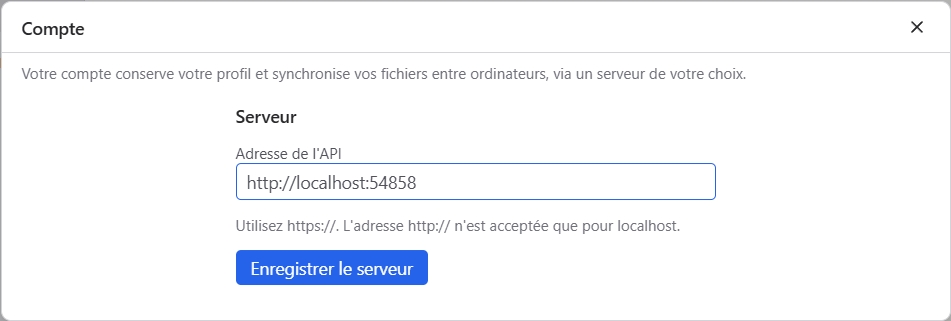 Compte
Votre compte conserve votre profil et synchronise vos fichiers entre ordinateurs, via un serveur de votre choix.
Serveur
Adresse de l'API
http://localhost:54858
Utilisez https://. L'adresse http:// n'est acceptée que pour localhost.
Enregistrer le serveur